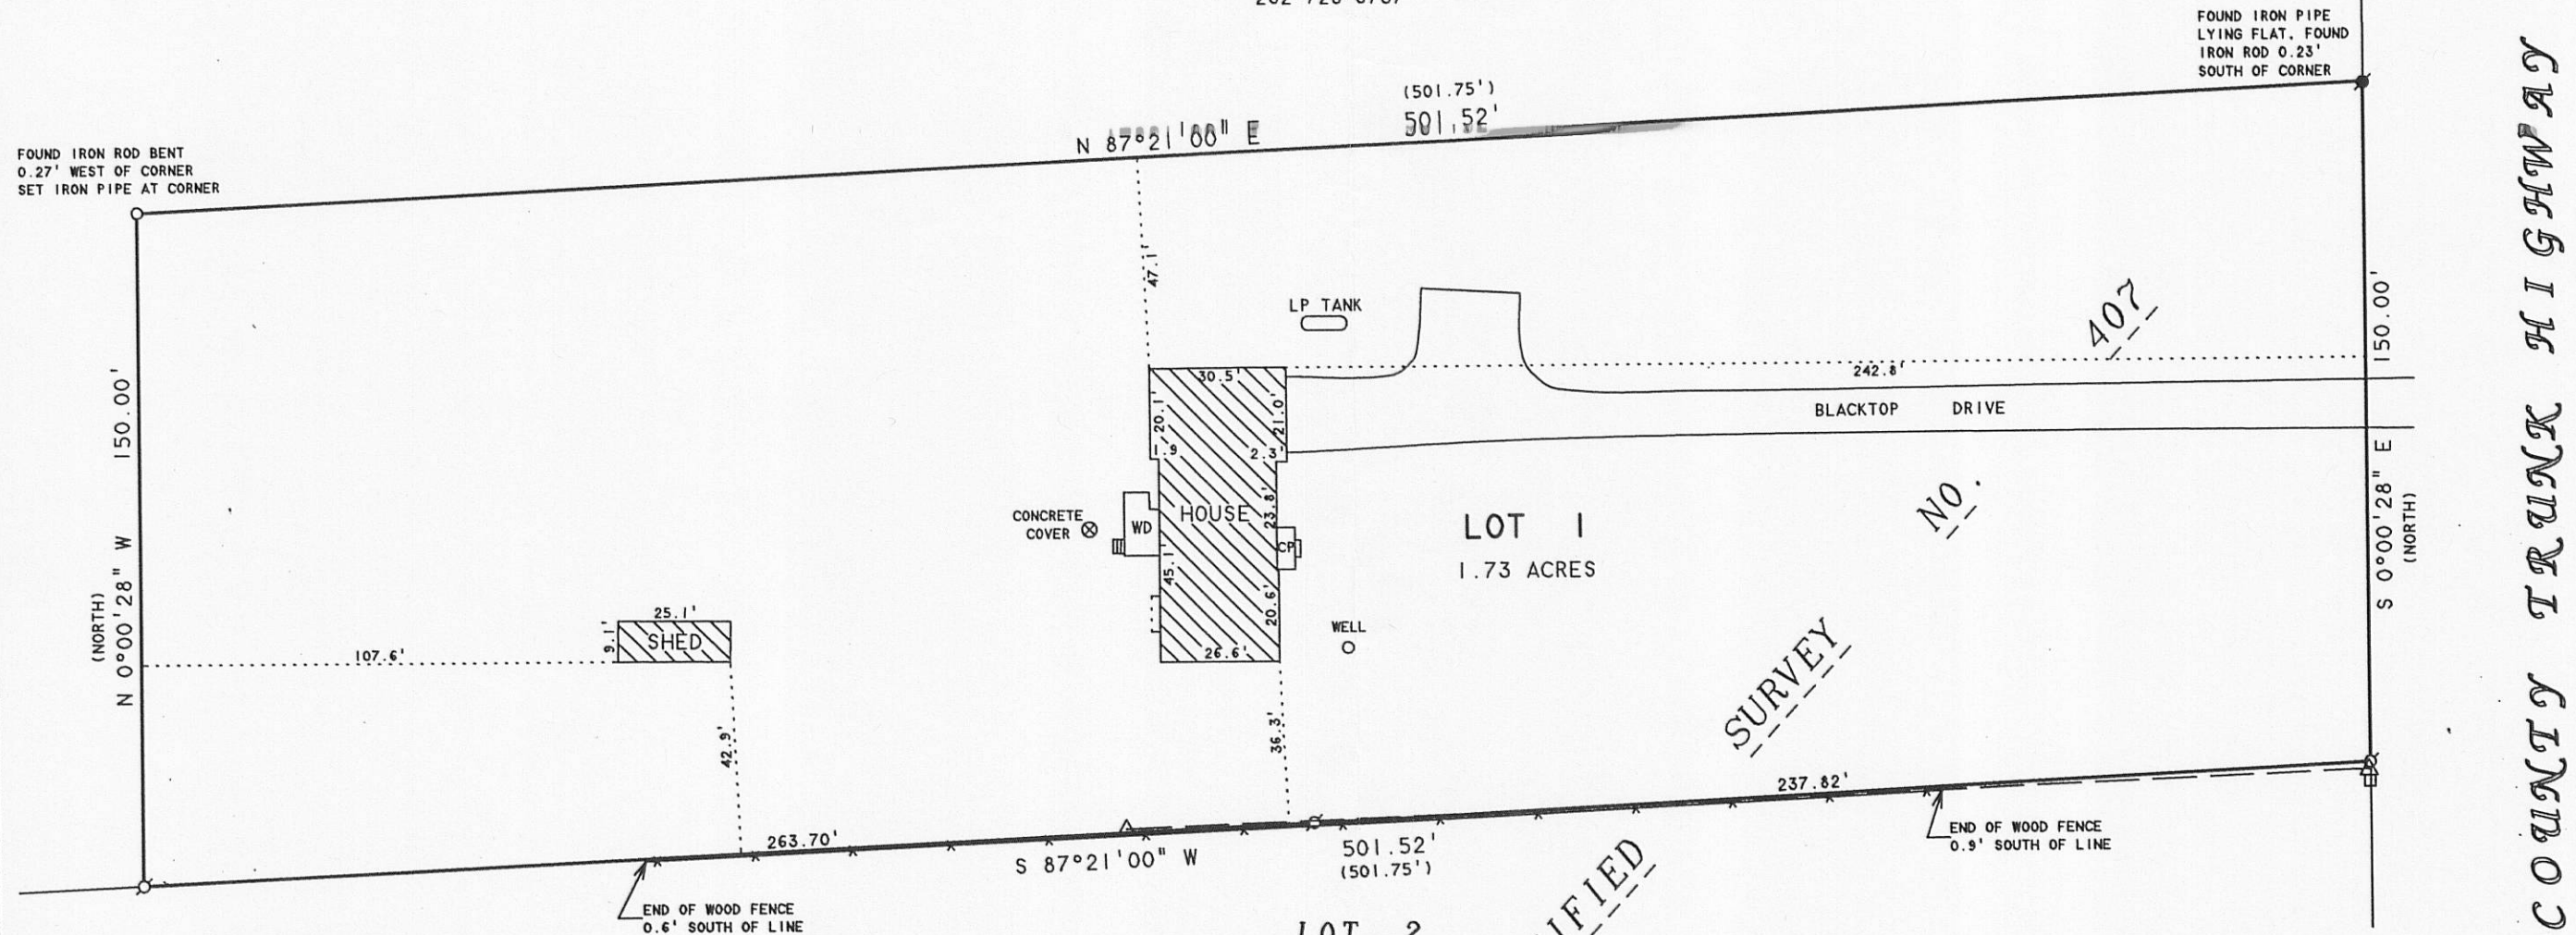 FOUND IRON PIPE
LYING FLAT, FOUND
IRON ROD 0.23'
SOUTH OF CORNER
(501.75')
501.52'
N 87°21'00" E
FOUND IRON ROD BENT
0.27' WEST OF CORNER
SET IRON PIPE AT CORNER
47.1'
LP TANK
150.00'
407
242.8'
30.5'
150.00'
20.1'
21.0'
BLACKTOP DRIVE
1.9
2.3'
HOUSE
23.8'
CONCRETE
COVER
WD
CP
45.1
LOT 1
1.73 ACRES
NO.
S 0°00'28" E
(NORTH)
N 0°00'28" W
(NORTH)
25.1'
9.1'
SHED
107.6'
20.6'
26.6'
WELL
SURVEY
42.9'
36.3'
237.82'
263.70'
S 87°21'00" W
501.52'
(501.75')
END OF WOOD FENCE
0.9' SOUTH OF LINE
END OF WOOD FENCE
0.6' SOUTH OF LINE
LOT 2
IFIED
COUNTY TRUNK HIGHWAY